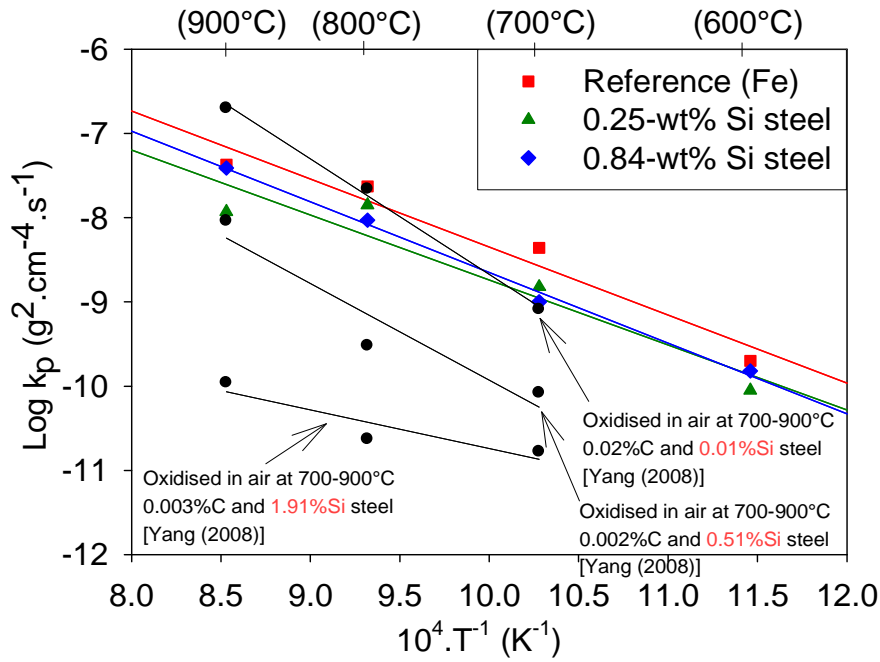 (900°C)
(800°C)
(700°C)
(600°C)
-6
-7
-8
-9
-10
-11
-12
Log kp (g².cm⁻⁴.s⁻¹)
Reference (Fe)
0.25-wt% Si steel
0.84-wt% Si steel
Oxidised in air at 700-900°C
0.02%C and 0.01%Si steel
[Yang (2008)]
Oxidised in air at 700-900°C
0.003%C and 1.91%Si steel
[Yang (2008)]
Oxidised in air at 700-900°C
0.002%C and 0.51%Si steel
[Yang (2008)]
8.0
8.5
9.0
9.5
10.0
10.5
11.0
11.5
12.0
10⁴.T⁻¹ (K⁻¹)